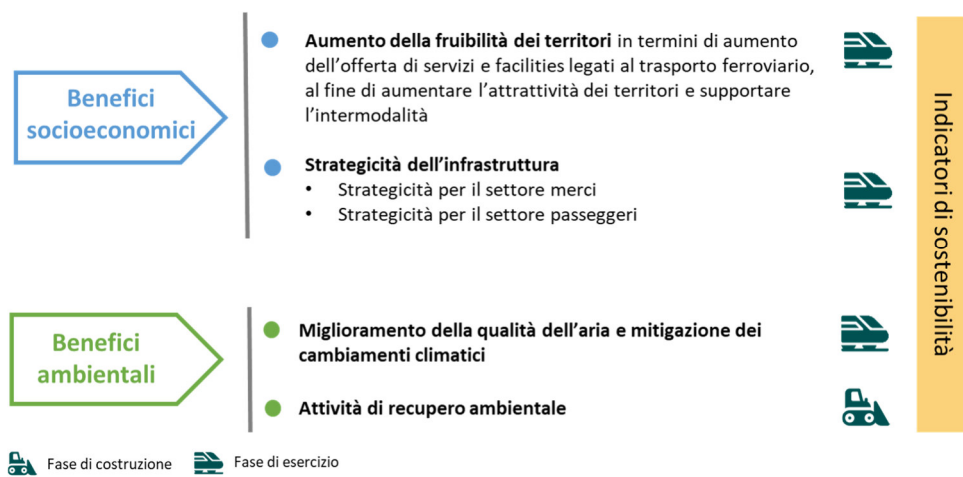 Benefici
socioeconomici
Aumento della fruibilità dei territori in termini di aumento
dell'offerta di servizi e facilities legati al trasporto ferroviario,
al fine di aumentare l'attrattività dei territori e supportare
l'intermodalità
Strategicità dell'infrastruttura
• Strategicità per il settore merci
• Strategicità per il settore passeggeri
Benefici
ambientali
Miglioramento della qualità dell'aria e mitigazione dei
cambiamenti climatici
Attività di recupero ambientale
Indicatori di sostenibilità
Fase di costruzione
Fase di esercizio